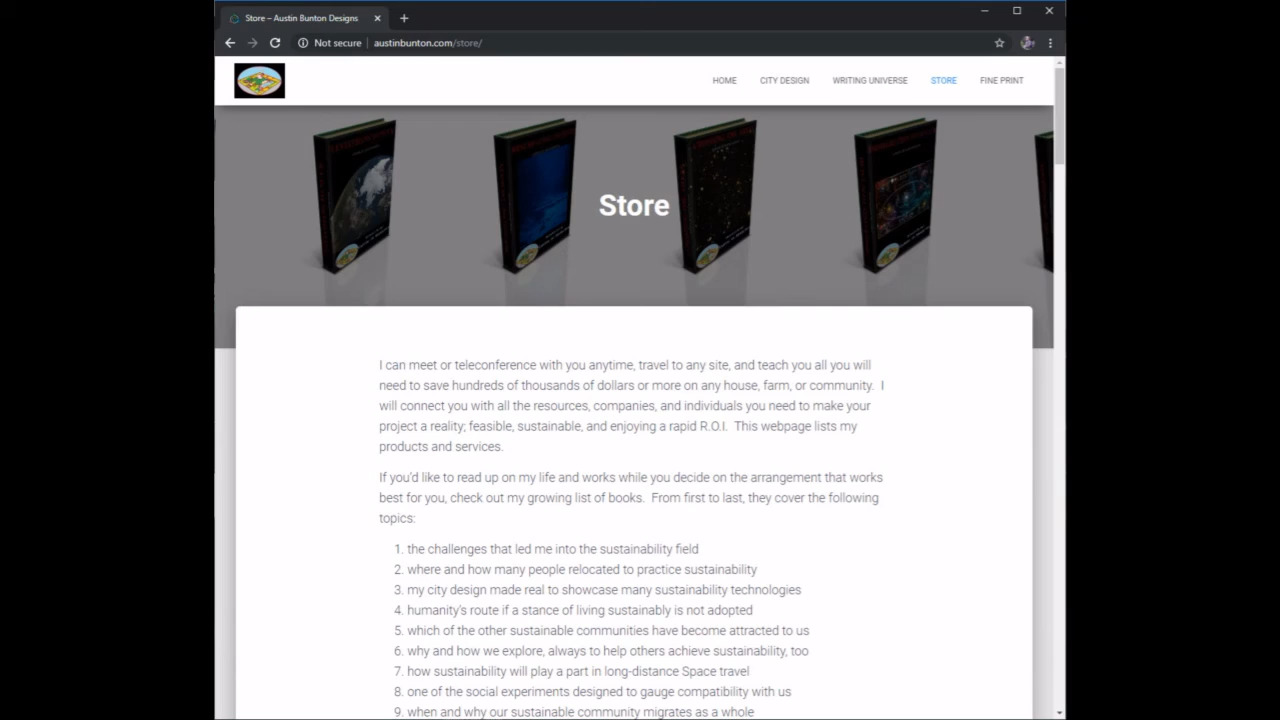 Store – Austin Bunton Designs
Not secure | austinbunton.com/store/
HOME CITY DESIGN WRITING UNIVERSE STORE FINE PRINT
Store
I can meet or teleconference with you anytime, travel to any site, and teach you all you will
need to save hundreds of thousands of dollars or more on any house, farm, or community. I
will connect you with all the resources, companies, and individuals you need to make your
project a reality; feasible, sustainable, and enjoying a rapid R.O.I. This webpage lists my
products and services.
If you'd like to read up on my life and works while you decide on the arrangement that works
best for you, check out my growing list of books. From first to last, they cover the following
topics:
1. the challenges that led me into the sustainability field
2. where and how many people relocated to practice sustainability
3. my city design made real to showcase many sustainability technologies
4. humanity's route if a stance of living sustainably is not adopted
5. which of the other sustainable communities have become attracted to us
6. why and how we explore, always to help others achieve sustainability, too
7. how sustainability will play a part in long-distance Space travel
8. one of the social experiments designed to gauge compatibility with us
9. when and why our sustainable community migrates as a whole